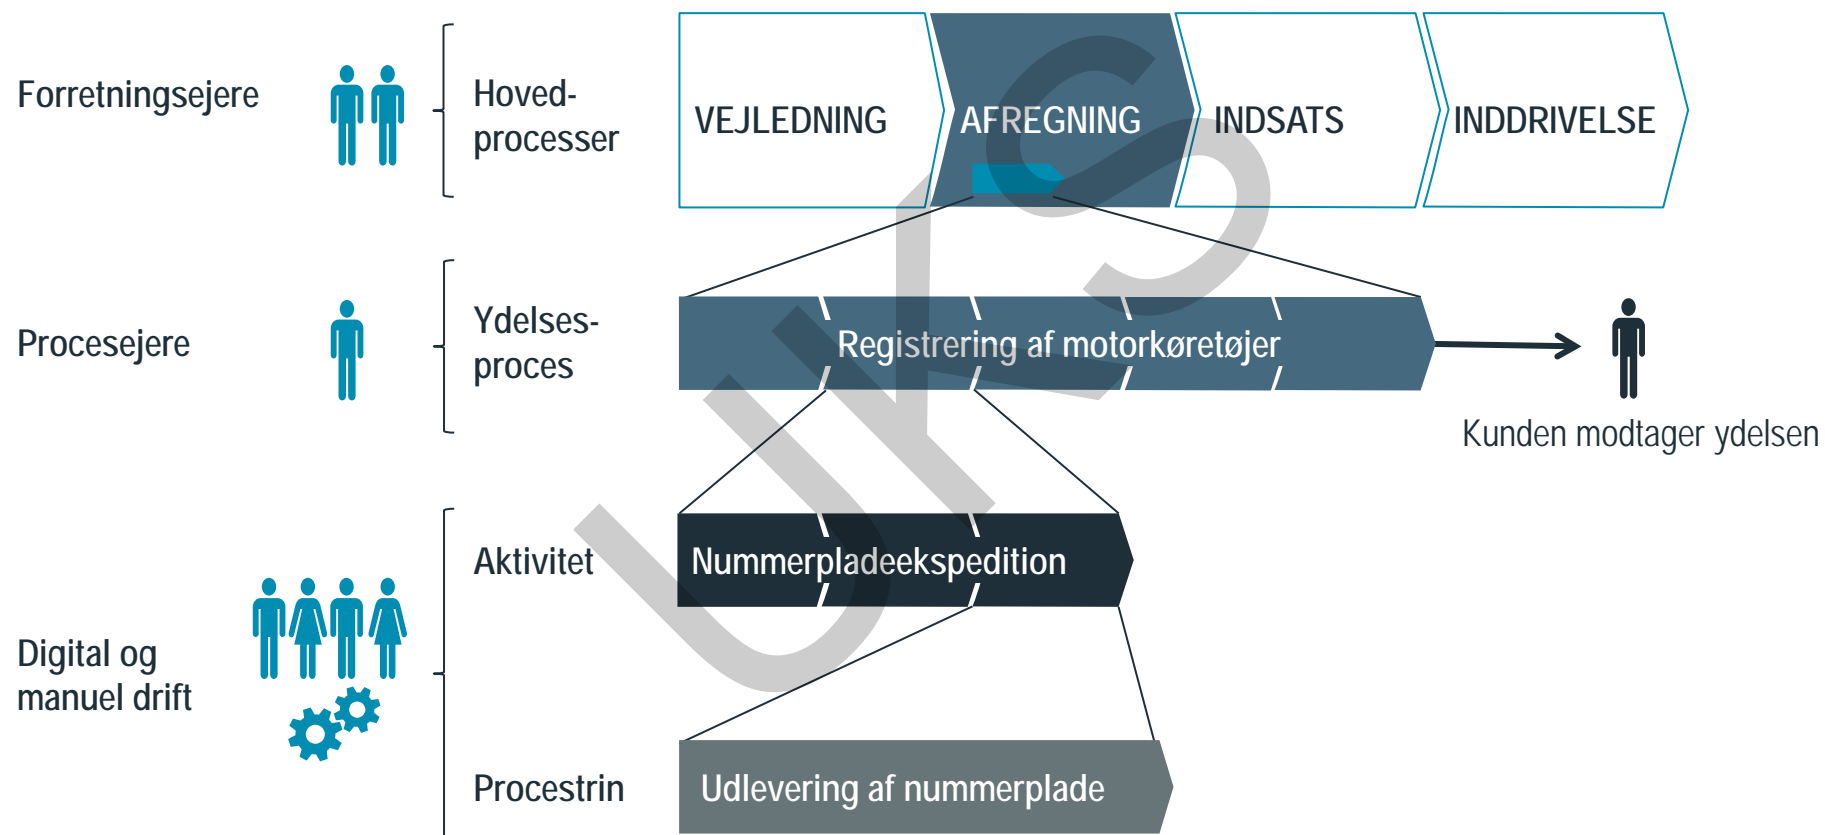 Forretningsejere
Hoved-
processer
VEJLEDNING
AFREGNING
INDSATS
INDDRIVELSE
Procesejere
Ydelses-
proces
Registrering af motorkøretøjer
Kunden modtager ydelsen
Digital og
manuel drift
Aktivitet
Nummerpladeekspedition
Procestrin
Udlevering af nummerplade
UKS